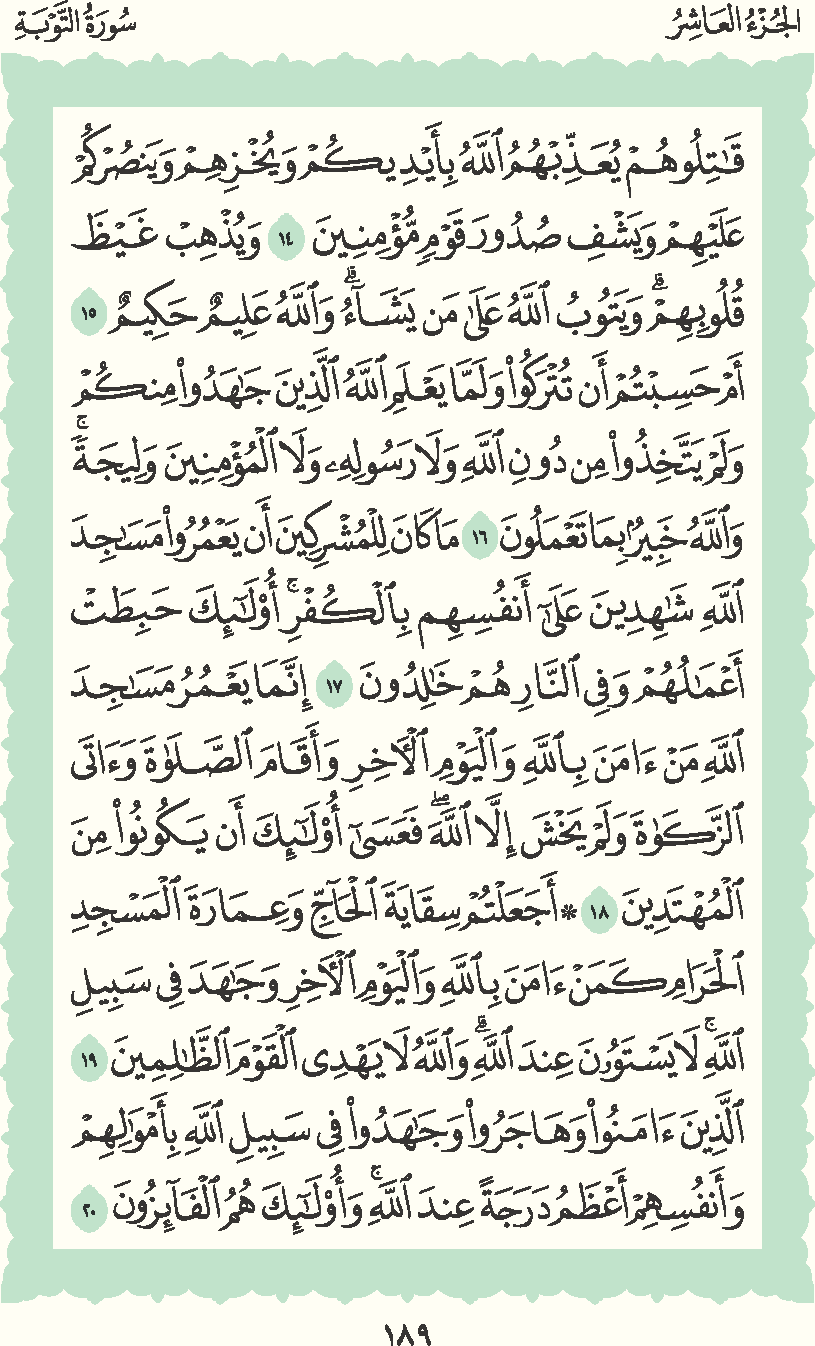 الجُزْءُ العَاشِرُ
سُورَةُ التَّوْبَةِ
قَٰتِلُوهُمْ يُعَذِّبْهُمُ ٱللَّهُ بِأَيْدِيكُمْ وَيُخْزِهِمْ وَيَنصُرْكُمْ
عَلَيْهِمْ وَيَشْفِ صُدُورَ قَوْمٍ مُّؤْمِنِينَ ١٤ وَيُذْهِبْ غَيْظَ
قُلُوبِهِمْۗ وَيَتُوبُ ٱللَّهُ عَلَىٰ مَن يَشَآءُۗ وَٱللَّهُ عَلِيمٌ حَكِيمٌ ١٥
أَمْ حَسِبْتُمْ أَن تُتْرَكُوا۟ وَلَمَّا يَعْلَمِ ٱللَّهُ ٱلَّذِينَ جَٰهَدُوا۟ مِنكُمْ
وَلَمْ يَتَّخِذُوا۟ مِن دُونِ ٱللَّهِ وَلَا رَسُولِهِۦ وَلَا ٱلْمُؤْمِنِينَ وَلِيجَةًۚ
وَٱللَّهُ خَبِيرٌۢ بِمَا تَعْمَلُونَ ١٦ مَا كَانَ لِلْمُشْرِكِينَ أَن يَعْمُرُوا۟ مَسَٰجِدَ
ٱللَّهِ شَٰهِدِينَ عَلَىٰٓ أَنفُسِهِم بِٱلْكُفْرِۚ أُو۟لَٰٓئِكَ حَبِطَتْ
أَعْمَٰلُهُمْ وَفِى ٱلنَّارِ هُمْ خَٰلِدُونَ ١٧ إِنَّمَا يَعْمُرُ مَسَٰجِدَ
ٱللَّهِ مَنْ ءَامَنَ بِٱللَّهِ وَٱلْيَوْمِ ٱلْءَاخِرِ وَأَقَامَ ٱلصَّلَوٰةَ وَءَاتَى
ٱلزَّكَوٰةَ وَلَمْ يَخْشَ إِلَّا ٱللَّهَۖ فَعَسَىٰٓ أُو۟لَٰٓئِكَ أَن يَكُونُوا۟ مِنَ
ٱلْمُهْتَدِينَ ١٨ ۞ أَجَعَلْتُمْ سِقَايَةَ ٱلْحَآجِّ وَعِمَارَةَ ٱلْمَسْجِدِ
ٱلْحَرَامِ كَمَنْ ءَامَنَ بِٱللَّهِ وَٱلْيَوْمِ ٱلْءَاخِرِ وَجَٰهَدَ فِى سَبِيلِ
ٱللَّهِۚ لَا يَسْتَوُۥنَ عِندَ ٱللَّهِۗ وَٱللَّهُ لَا يَهْدِى ٱلْقَوْمَ ٱلظَّٰلِمِينَ ١٩
ٱلَّذِينَ ءَامَنُوا۟ وَهَاجَرُوا۟ وَجَٰهَدُوا۟ فِى سَبِيلِ ٱللَّهِ بِأَمْوَٰلِهِمْ
وَأَنفُسِهِمْ أَعْظَمُ دَرَجَةً عِندَ ٱللَّهِۚ وَأُو۟لَٰٓئِكَ هُمُ ٱلْفَآئِزُونَ ٢٠
١٨٩